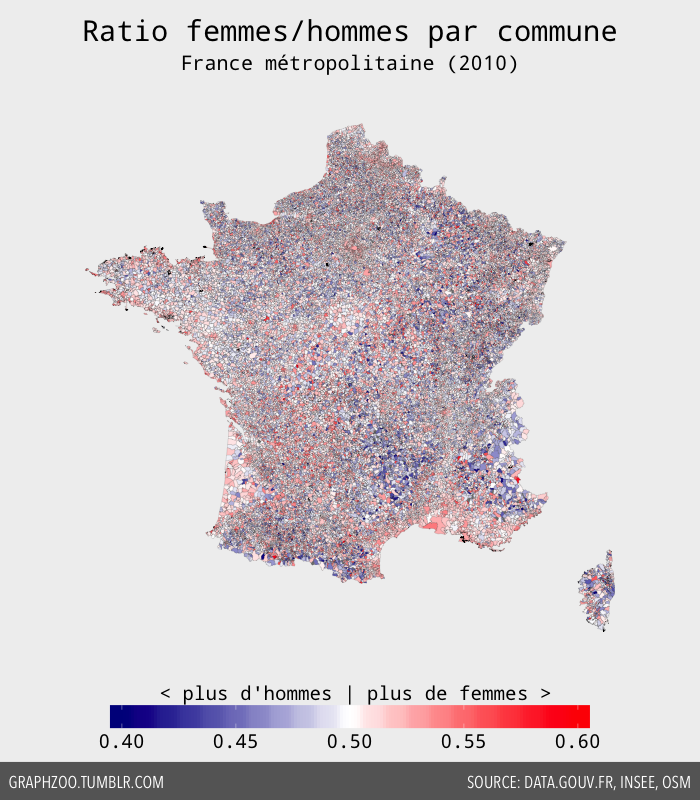 Ratio femmes/hommes par commune
France métropolitaine (2010)
< plus d'hommes | plus de femmes >
0.40 0.45 0.50 0.55 0.60
GRAPHZOO.TUMBLR.COM SOURCE: DATA.GOUV.FR, INSEE, OSM